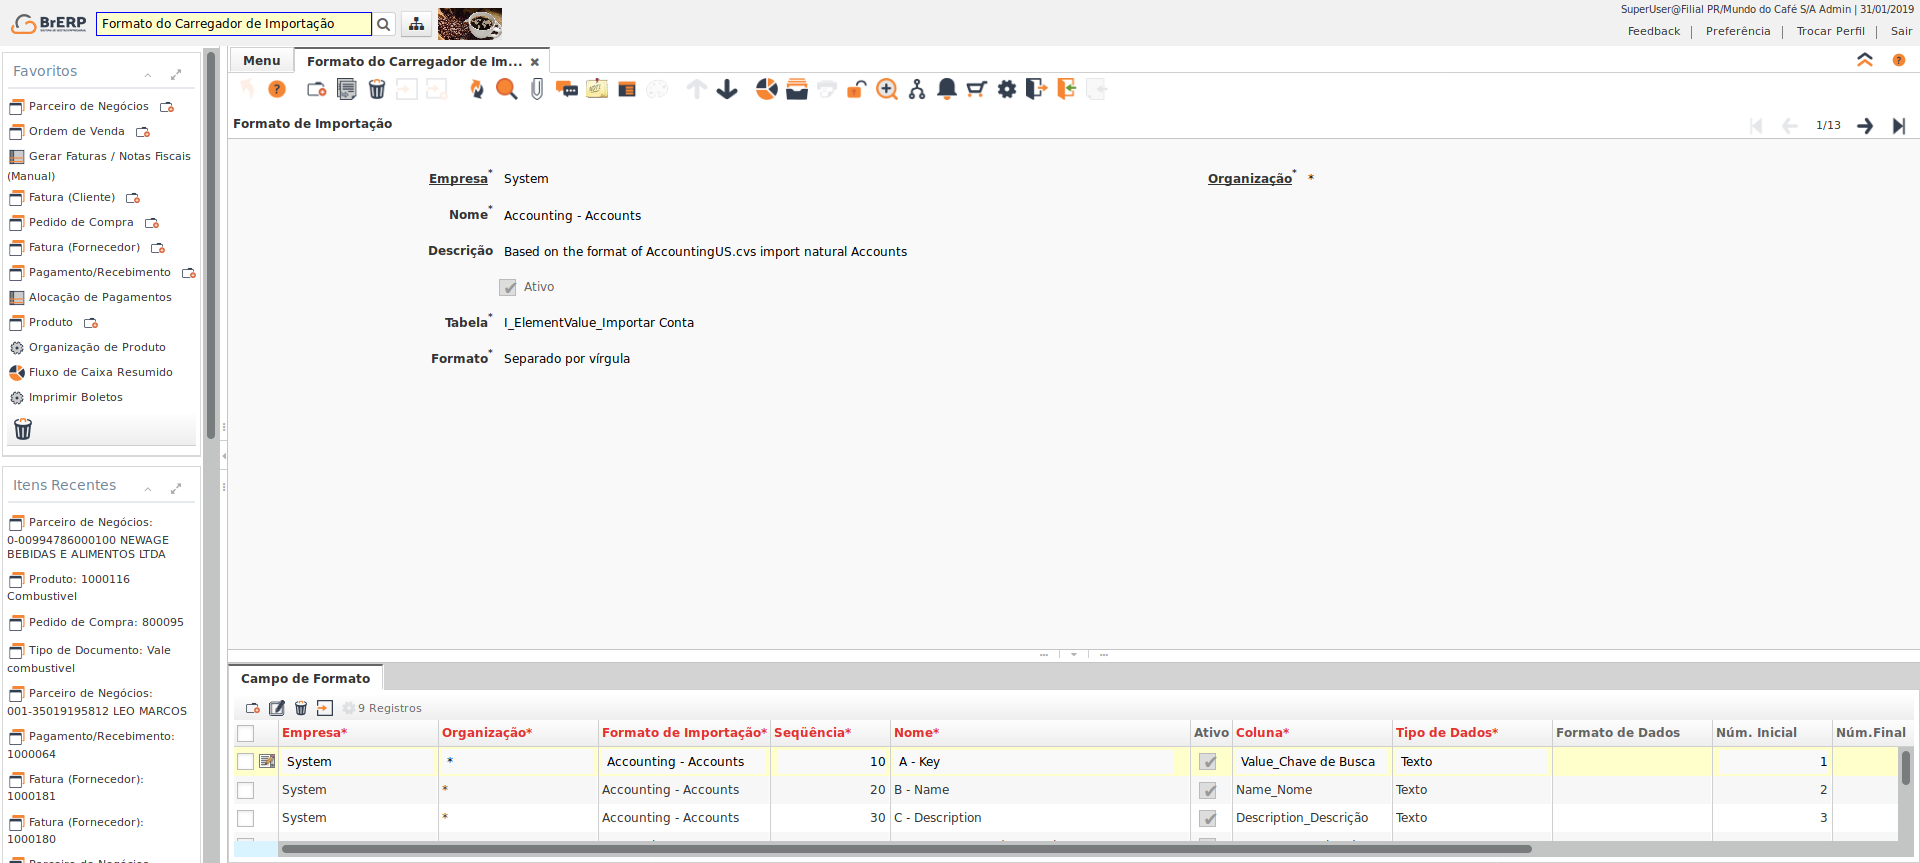 BrERP
Formato do Carregador de Importação
SuperUser@Filial PR/Mundo do Café S/A Admin | 31/01/2019
Feedback | Preferência | Trocar Perfil | Sair
Favoritos
Parceiro de Negócios
Ordem de Venda
Gerar Faturas / Notas Fiscais
(Manual)
Fatura (Cliente)
Pedido de Compra
Fatura (Fornecedor)
Pagamento/Recebimento
Alocação de Pagamentos
Produto
Organização de Produto
Fluxo de Caixa Resumido
Imprimir Boletos
Itens Recentes
Parceiro de Negócios:
0-00994786000100 NEWAGE
BEBIDAS E ALIMENTOS LTDA
Produto: 1000116
Combustivel
Pedido de Compra: 800095
Tipo de Documento: Vale
combustivel
Parceiro de Negócios:
001-35019195812 LEO MARCOS
Pagamento/Recebimento:
1000064
Fatura (Fornecedor):
1000181
Fatura (Fornecedor):
1000180
Menu
Formato do Carregador de Im...
Formato de Importação
1/13
Empresa* System
Organização* *
Nome* Accounting - Accounts
Descrição Based on the format of AccountingUS.cvs import natural Accounts
Ativo
Tabela* I_ElementValue_Importar Conta
Formato* Separado por vírgula
Campo de Formato
9 Registros
Empresa* Organização* Formato de Importação* Seqüência* Nome* Ativo Coluna* Tipo de Dados* Formato de Dados Núm. Inicial Núm.Final
System * Accounting - Accounts 10 A - Key Value_Chave de Busca Texto 1
System * Accounting - Accounts 20 B - Name Name_Nome Texto 2
System * Accounting - Accounts 30 C - Description Description_Descrição Texto 3